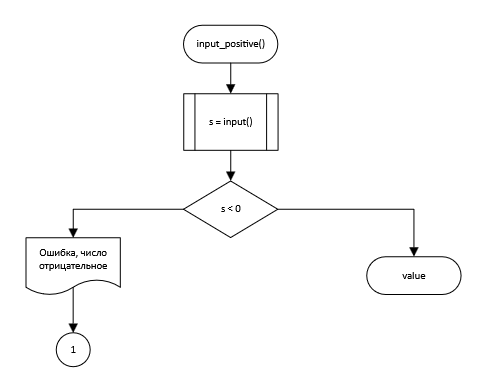 input_positive()
s = input()
s < 0
Ошибка, число
отрицательное
value
1